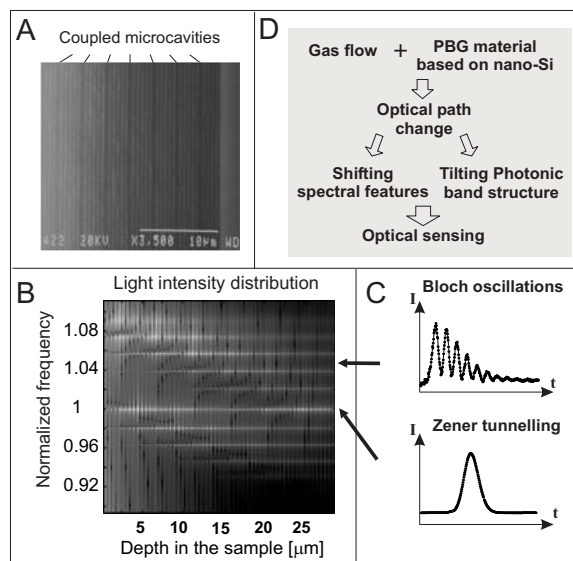 A
Coupled microcavities
422 20KV X3,500 10µm WD
D
Gas flow + PBG material
based on nano-Si
Optical path
change
Shifting
spectral features
Tilting Photonic
band structure
Optical sensing
B
Light intensity distribution
Normalized frequency
1.08
1.04
1
0.96
0.92
5 10 15 20 25
Depth in the sample [µm]
C
Bloch oscillations
I
t
Zener tunnelling
I
t